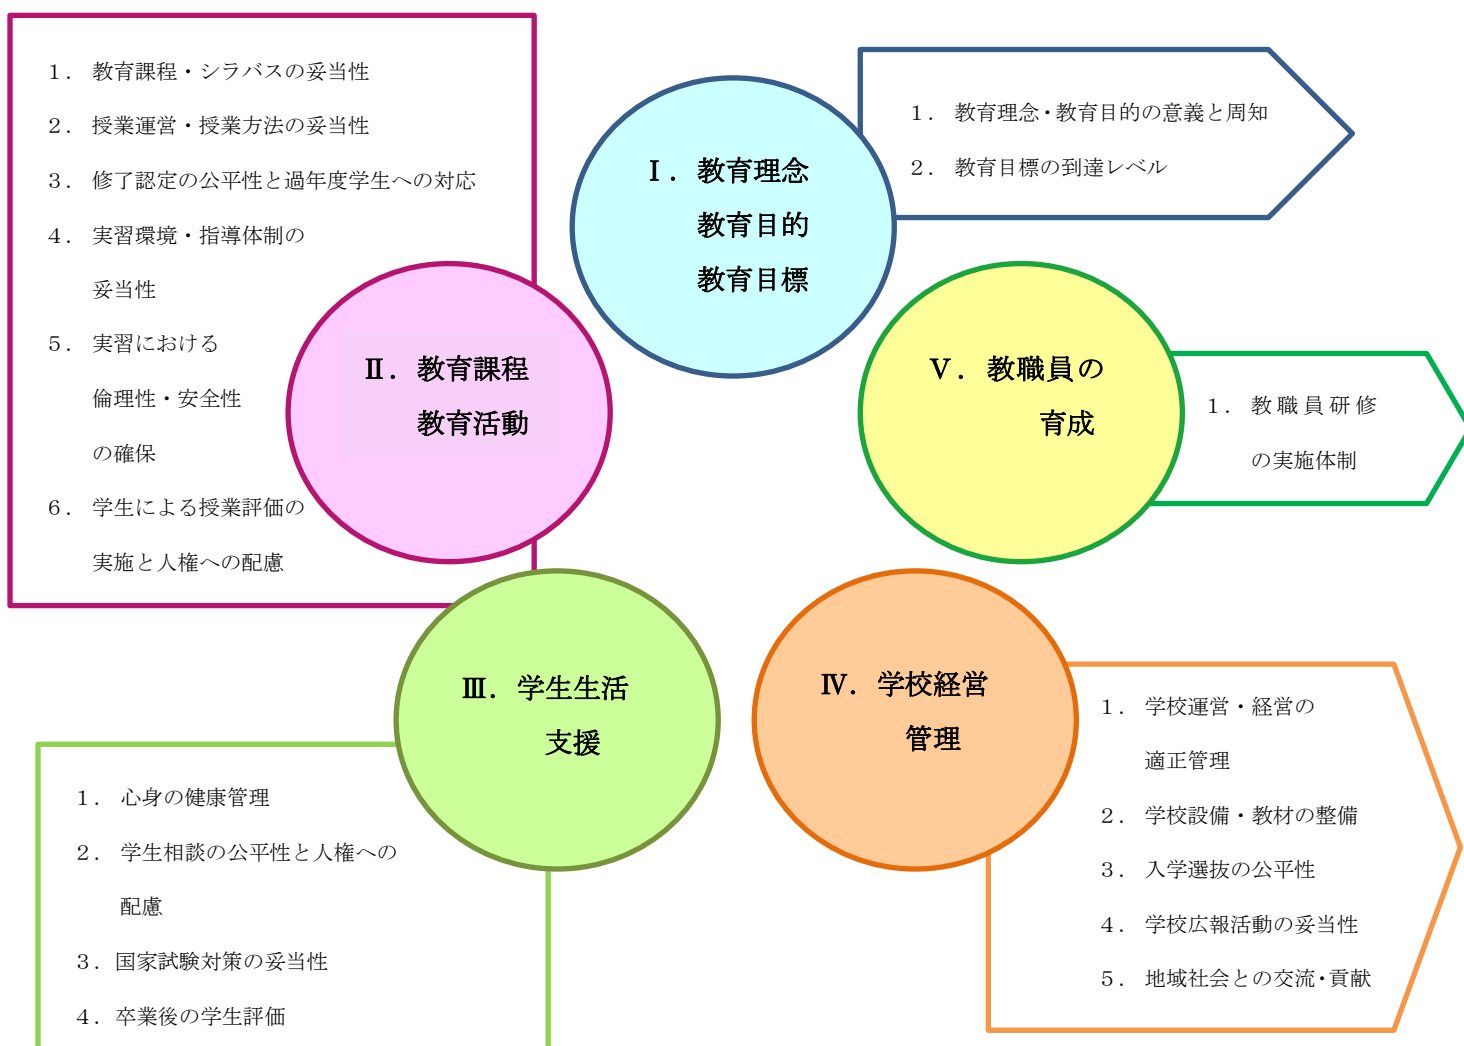 Ⅰ．教育理念
教育目的
教育目標
１．教育理念・教育目的の意義と周知
２．教育目標の到達レベル
Ⅱ．教育課程
教育活動
１．教育課程・シラバスの妥当性
２．授業運営・授業方法の妥当性
３．修了認定の公平性と過年度学生への対応
４．実習環境・指導体制の
妥当性
５．実習における
倫理性・安全性
の確保
６．学生による授業評価の
実施と人権への配慮
Ⅲ．学生生活
支援
１．心身の健康管理
２．学生相談の公平性と人権への
配慮
３．国家試験対策の妥当性
４．卒業後の学生評価
Ⅳ．学校経営
管理
１．学校運営・経営の
適正管理
２．学校設備・教材の整備
３．入学選抜の公平性
４．学校広報活動の妥当性
５．地域社会との交流・貢献
Ⅴ．教職員の
育成
１．教職員研修
の実施体制